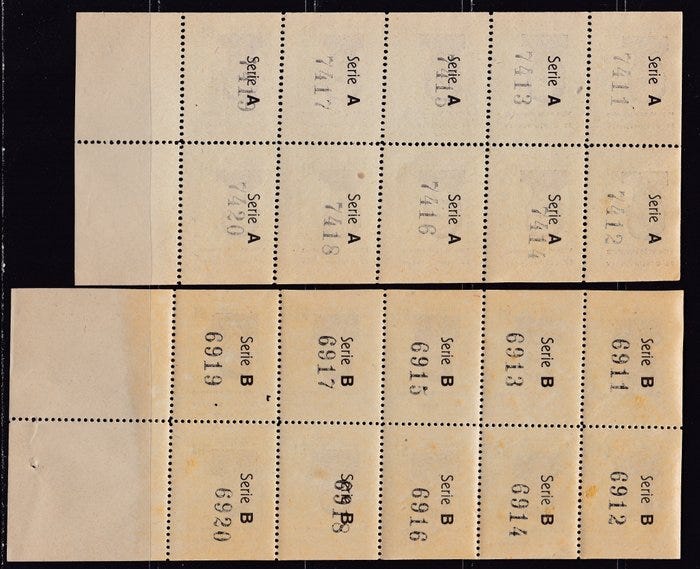 Serie A
7411
Serie A
7412
Serie A
7413
Serie A
7414
Serie A
7415
Serie A
7416
Serie A
7417
Serie A
7418
Serie A
7419
Serie A
7420
Serie B
6911
Serie B
6912
Serie B
6913
Serie B
6914
Serie B
6915
Serie B
6916
Serie B
6917
Serie B
6918
Serie B
6919
Serie B
6920